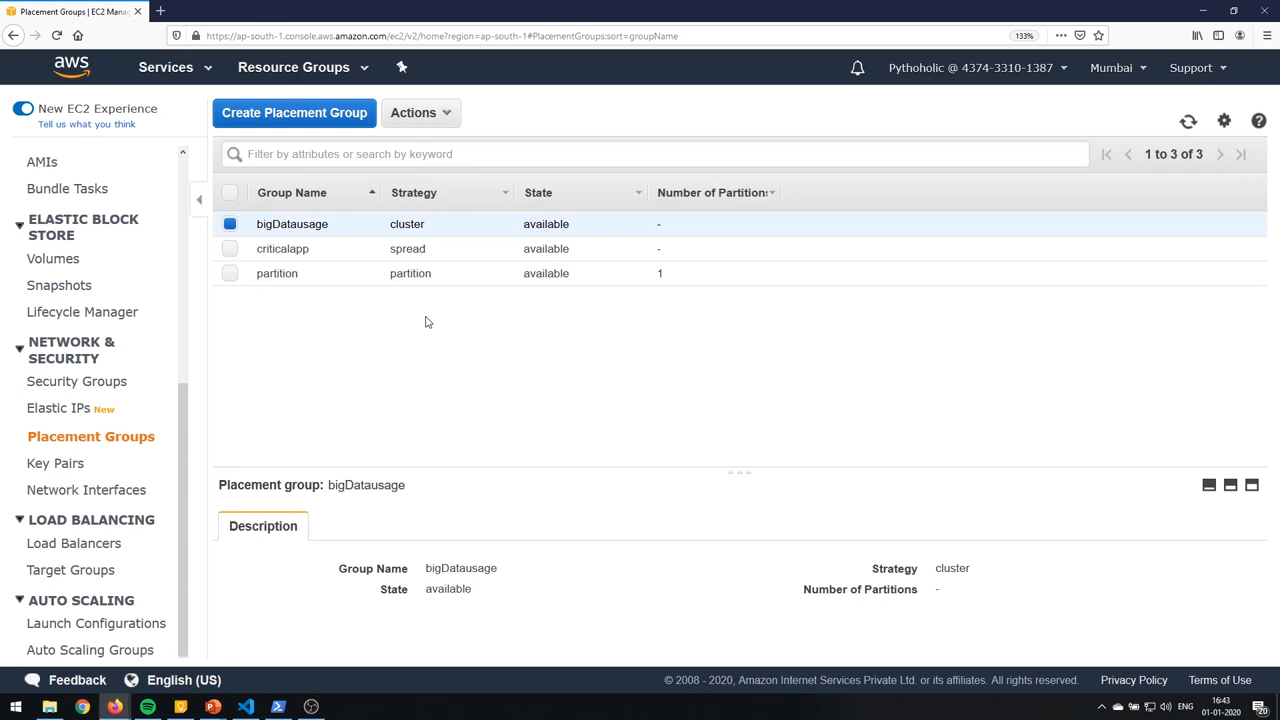 Placement Groups | EC2 Mana
https://ap-south-1.console.aws.amazon.com/ec2/v2/home?region=ap-south-1#PlacementGroups:sort=groupName
133%
aws
Services
Resource Groups
Pythoholic @ 4374-3310-1387
Mumbai
Support
New EC2 Experience
Tell us what you think
AMIs
Bundle Tasks
ELASTIC BLOCK
STORE
Volumes
Snapshots
Lifecycle Manager
NETWORK &
SECURITY
Security Groups
Elastic IPs New
Placement Groups
Key Pairs
Network Interfaces
LOAD BALANCING
Load Balancers
Target Groups
AUTO SCALING
Launch Configurations
Auto Scaling Groups
Create Placement Group
Actions
Filter by attributes or search by keyword
1 to 3 of 3
Group Name Strategy State Number of Partitions
bigDatausage cluster available -
criticalapp spread available -
partition partition available 1
Placement group: bigDatausage
Description
Group Name bigDatausage Strategy cluster
State available Number of Partitions -
Feedback
English (US)
© 2008 - 2020, Amazon Internet Services Private Ltd. or its affiliates. All rights reserved.
Privacy Policy
Terms of Use
ENG
16:43
01-01-2020
20